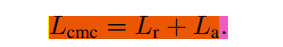 L_cmc = L_r + L_a.